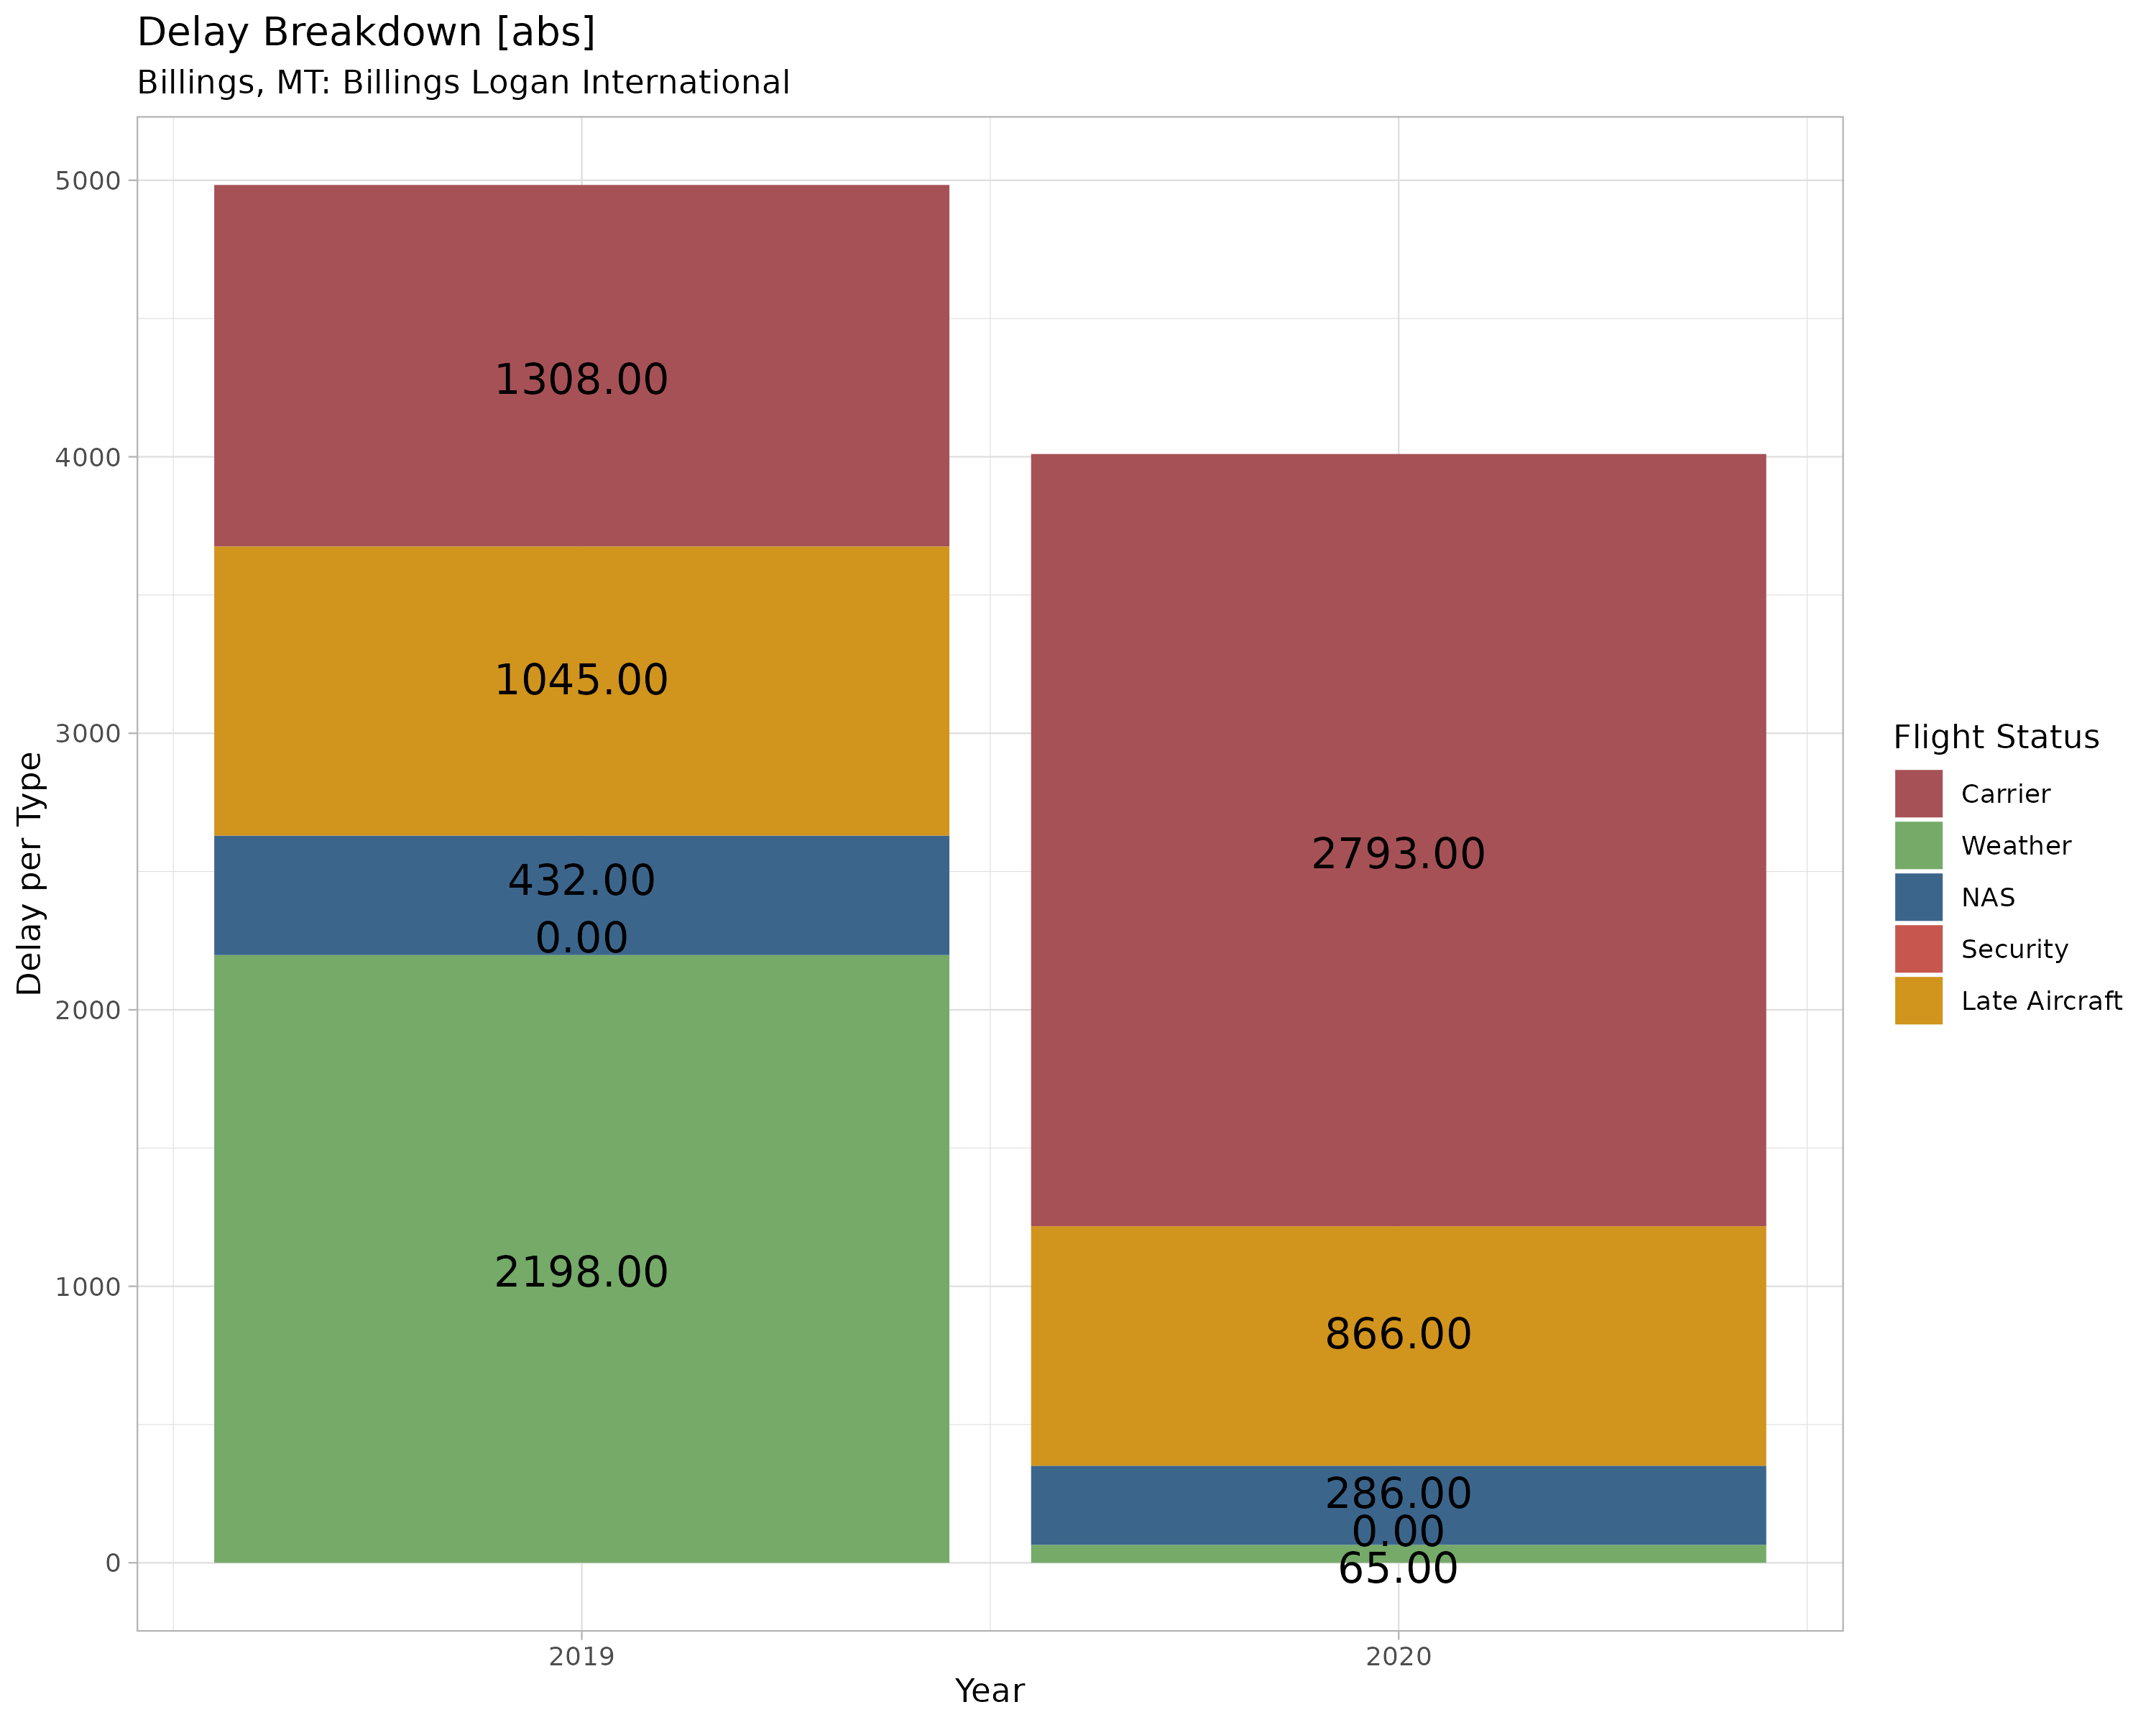 Delay Breakdown [abs]
Billings, MT: Billings Logan International
Delay per Type
5000
4000
3000
2000
1000
0
1308.00
1045.00
432.00
0.00
2198.00
2793.00
866.00
286.00
0.00
65.00
2019
2020
Year
Flight Status
Carrier
Weather
NAS
Security
Late Aircraft